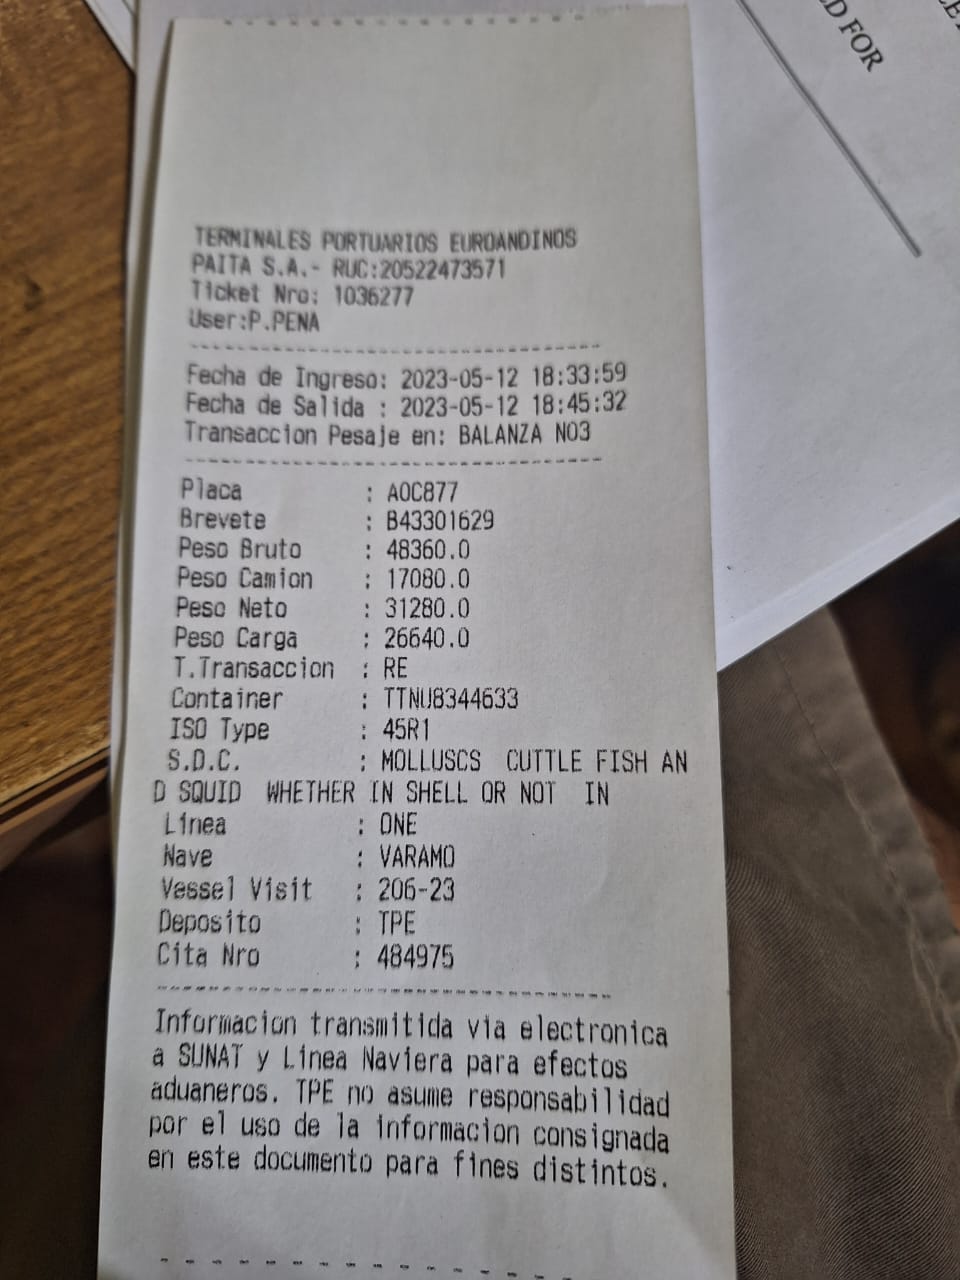 TERMINALES PORTUARIOS EUROANDINOS
PAITA S.A.- RUC:20522473571
Ticket Nro: 1036277
User:P.PENA
Fecha de Ingreso: 2023-05-12 18:33:59
Fecha de Salida : 2023-05-12 18:45:32
Transaccion Pesaje en: BALANZA NO3
Placa : AOC877
Brevete : B43301629
Peso Bruto : 48360.0
Peso Camion : 17080.0
Peso Neto : 31280.0
Peso Carga : 26640.0
T.Transaccion : RE
Container : TTNU8344633
ISO Type : 45R1
S.D.C. : MOLLUSCS CUTTLE FISH AN
D SQUID WHETHER IN SHELL OR NOT IN
Linea : ONE
Nave : VARAMO
Vessel Visit : 206-23
Deposito : TPE
Cita Nro : 484975
Informacion transmitida via electronica
a SUNAT y Linea Naviera para efectos
aduaneros. TPE no asume responsabilidad
por el uso de la informacion consignada
en este documento para fines distintos.
FOR